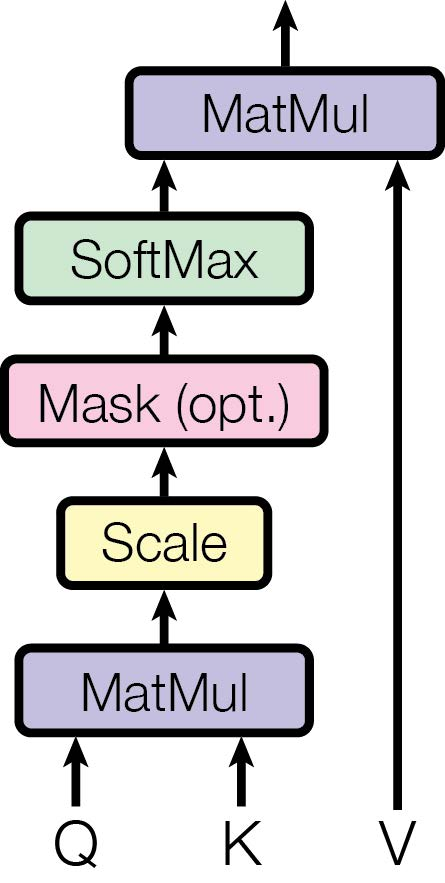 MatMul
SoftMax
Mask (opt.)
Scale
MatMul
Q K V